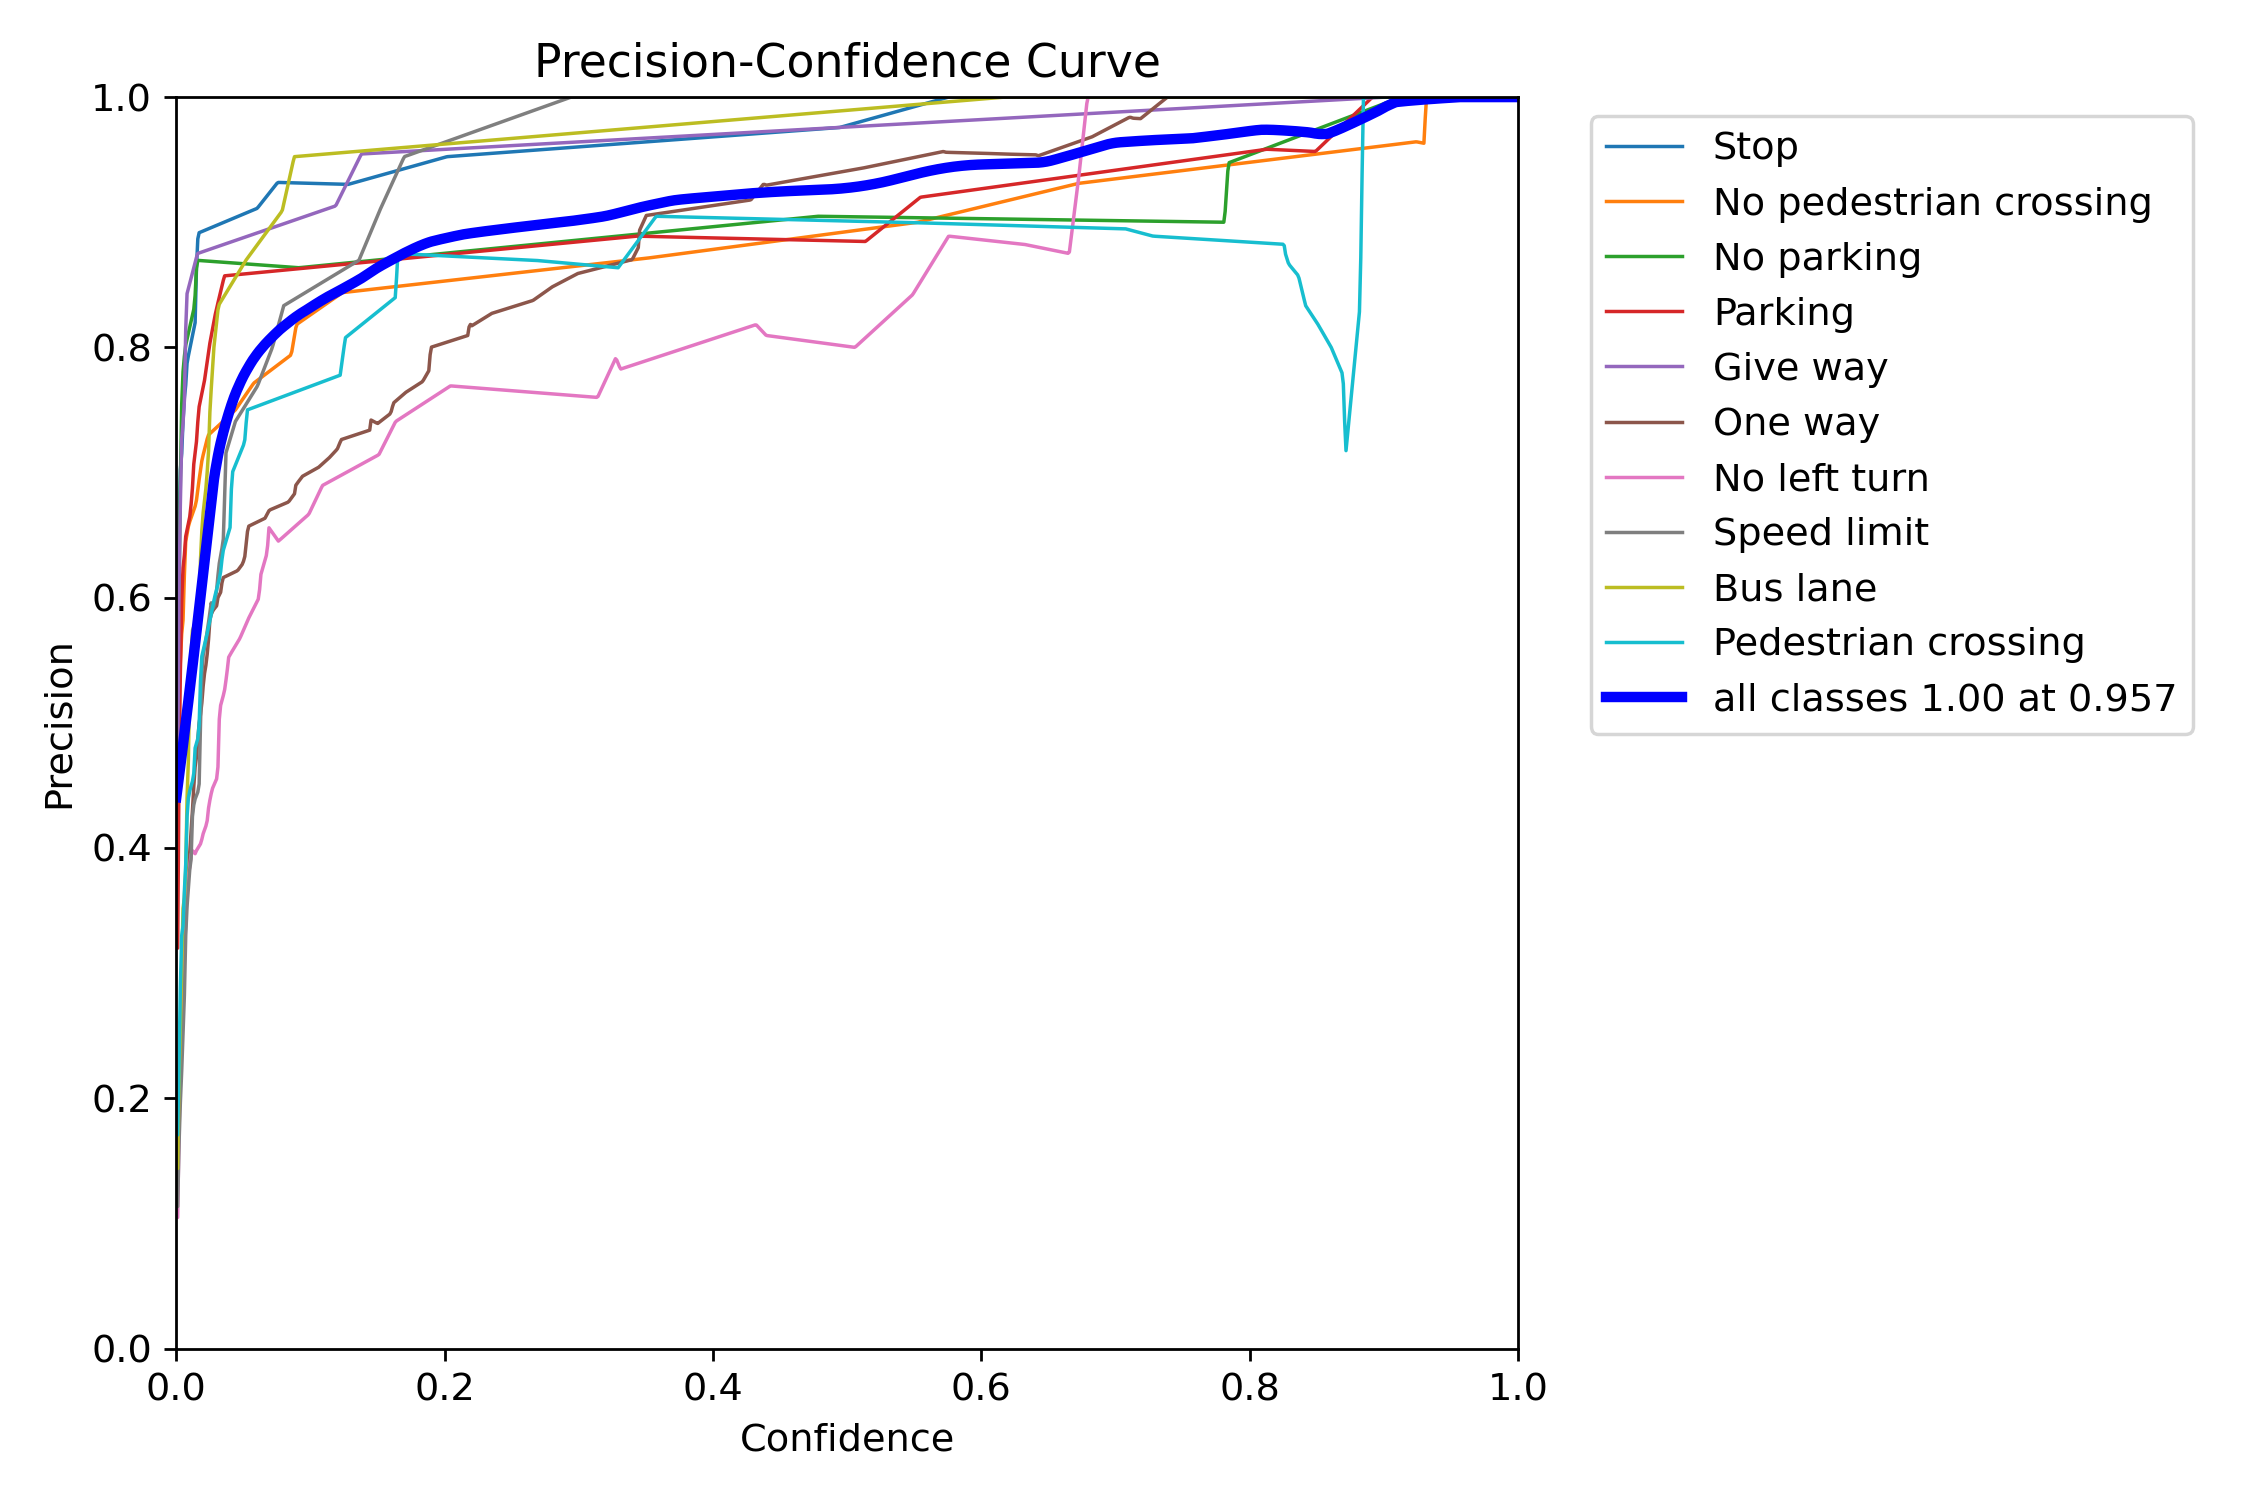 Precision-Confidence Curve
1.0
0.8
0.6
0.4
0.2
0.0
Precision
0.0 0.2 0.4 0.6 0.8 1.0
Confidence
Stop
No pedestrian crossing
No parking
Parking
Give way
One way
No left turn
Speed limit
Bus lane
Pedestrian crossing
all classes 1.00 at 0.957